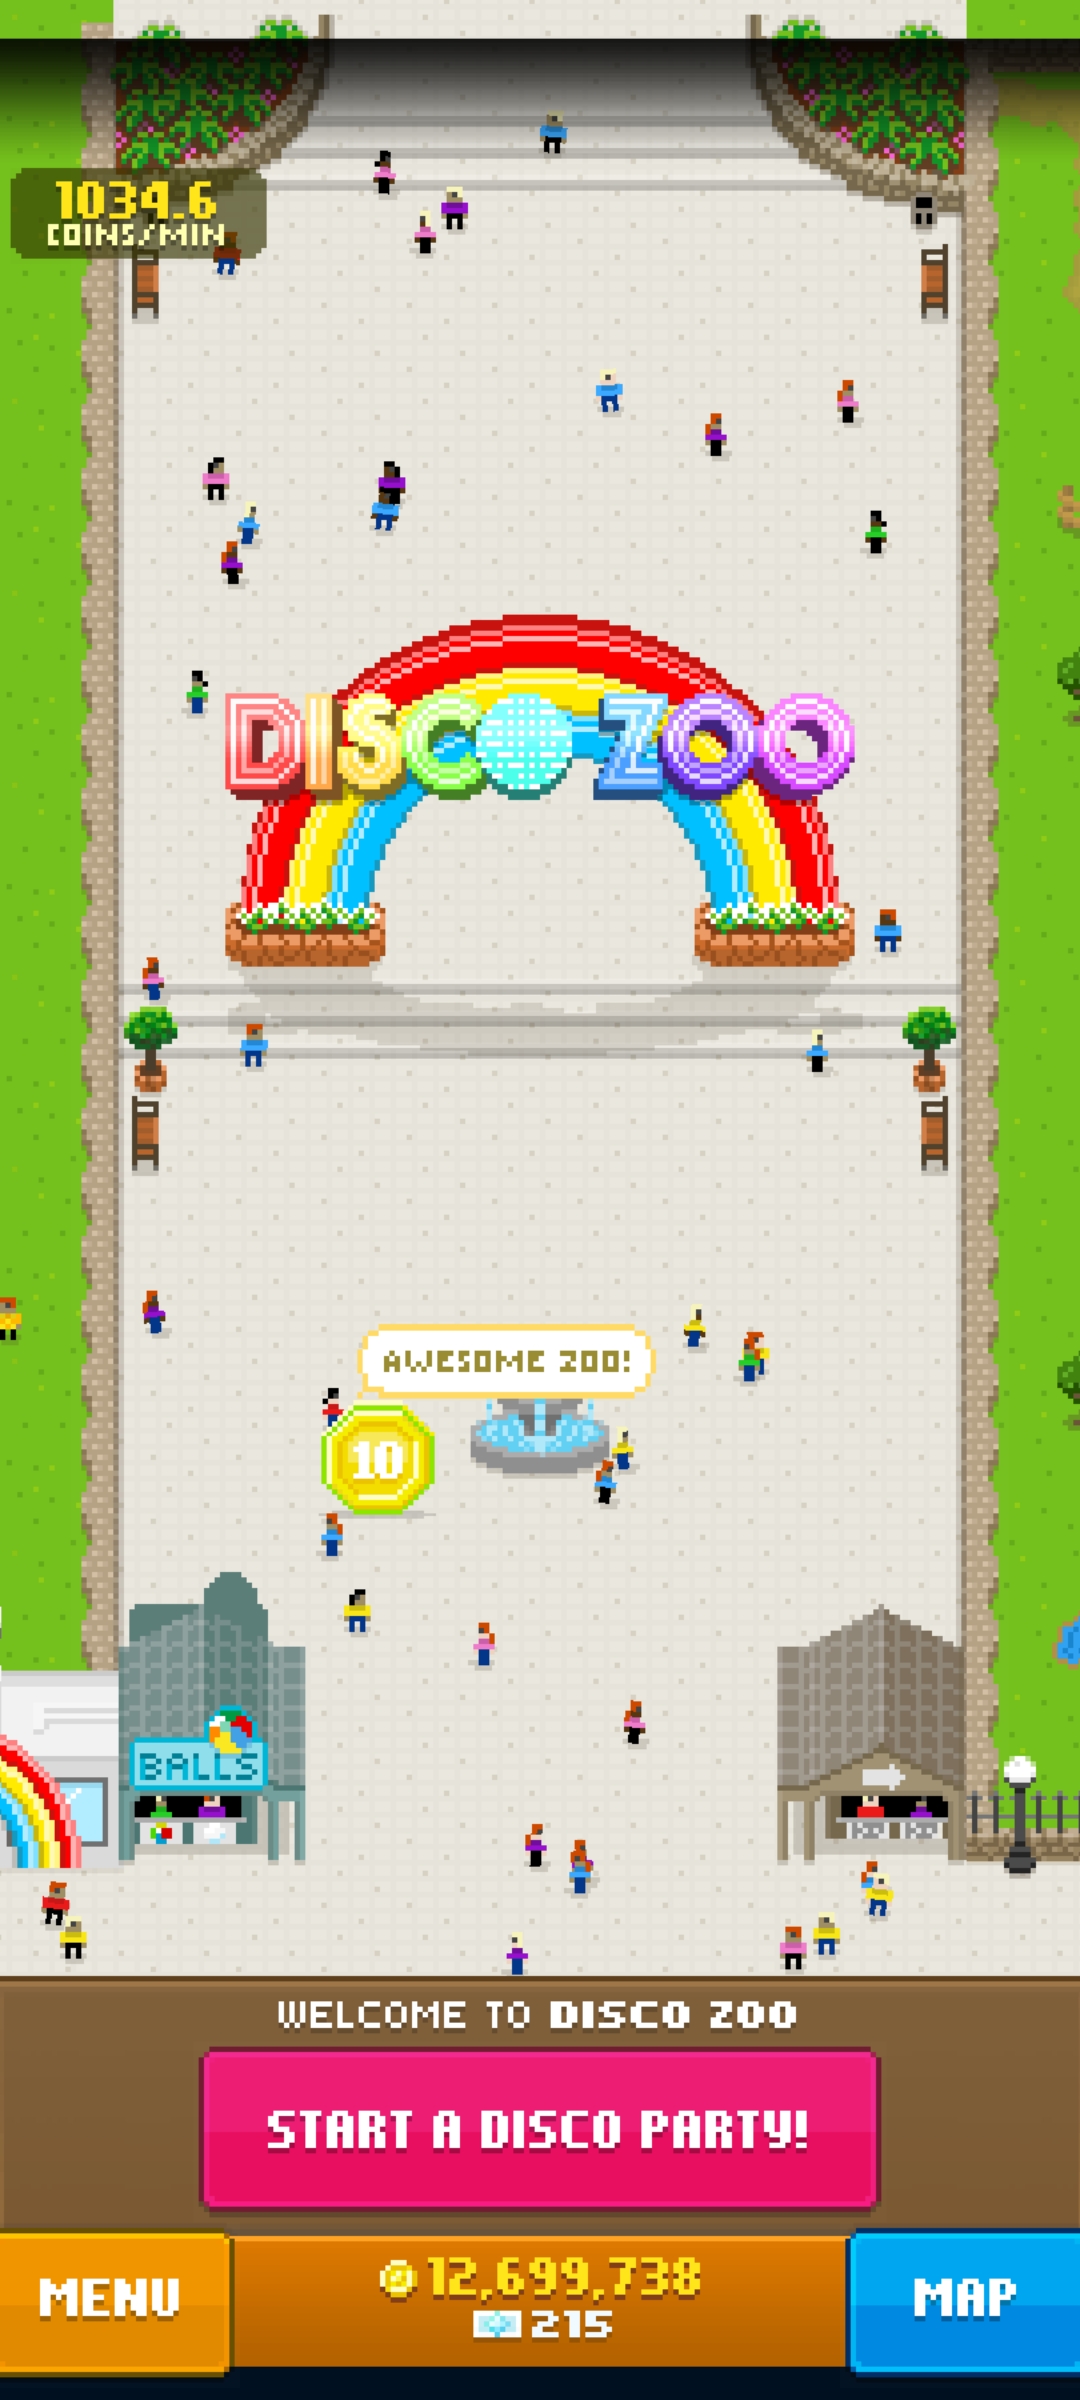 1034.6
COINS/MIN
DISCO ZOO
AWESOME ZOO!
10
BALLS
WELCOME TO DISCO ZOO
START A DISCO PARTY!
MENU
12,699,738
215
MAP